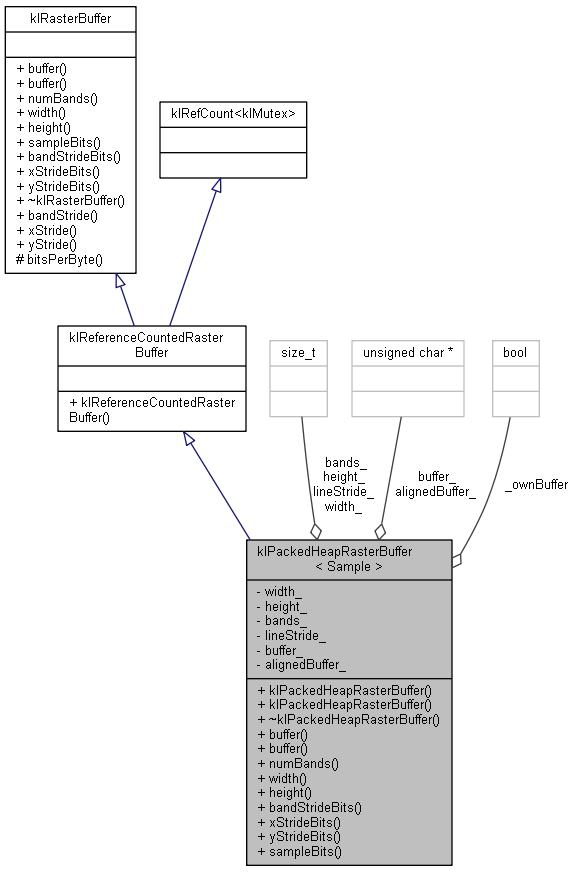 klRasterBuffer
+ buffer()
+ buffer()
+ numBands()
+ width()
+ height()
+ sampleBits()
+ bandStrideBits()
+ xStrideBits()
+ yStrideBits()
+ ~klRasterBuffer()
+ bandStride()
+ xStride()
+ yStride()
# bitsPerByte()
klRefCount<klMutex>
klReferenceCountedRaster
Buffer
+ klReferenceCountedRaster
Buffer()
size_t
unsigned char *
bool
bands_
height_
lineStride_
width_
buffer_
alignedBuffer_
_ownBuffer
klPackedHeapRasterBuffer
< Sample >
- width_
- height_
- bands_
- lineStride_
- buffer_
- alignedBuffer_
+ klPackedHeapRasterBuffer()
+ klPackedHeapRasterBuffer()
+ ~klPackedHeapRasterBuffer()
+ buffer()
+ buffer()
+ numBands()
+ width()
+ height()
+ bandStrideBits()
+ xStrideBits()
+ yStrideBits()
+ sampleBits()